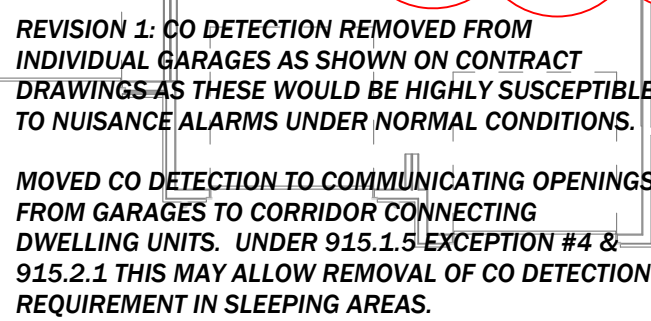 REVISION 1: CO DETECTION REMOVED FROM
INDIVIDUAL GARAGES AS SHOWN ON CONTRACT
DRAWINGS AS THESE WOULD BE HIGHLY SUSCEPTIBLE
TO NUISANCE ALARMS UNDER NORMAL CONDITIONS.
MOVED CO DETECTION TO COMMUNICATING OPENINGS
FROM GARAGES TO CORRIDOR CONNECTING
DWELLING UNITS. UNDER 915.1.5 EXCEPTION #4 &
915.2.1 THIS MAY ALLOW REMOVAL OF CO DETECTION
REQUIREMENT IN SLEEPING AREAS.